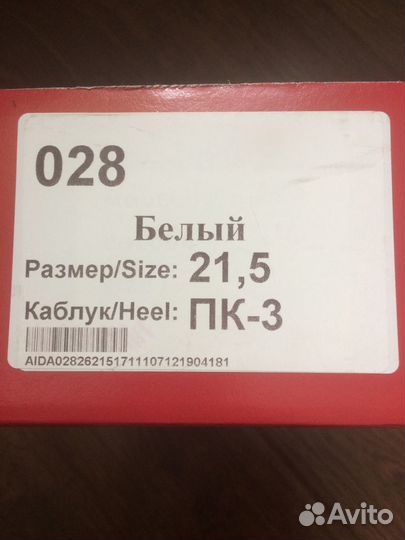 028
Белый
Размер/Size: 21,5
Каблук/Heel: ПК-3
AIDA028262151711107121904181
Avito